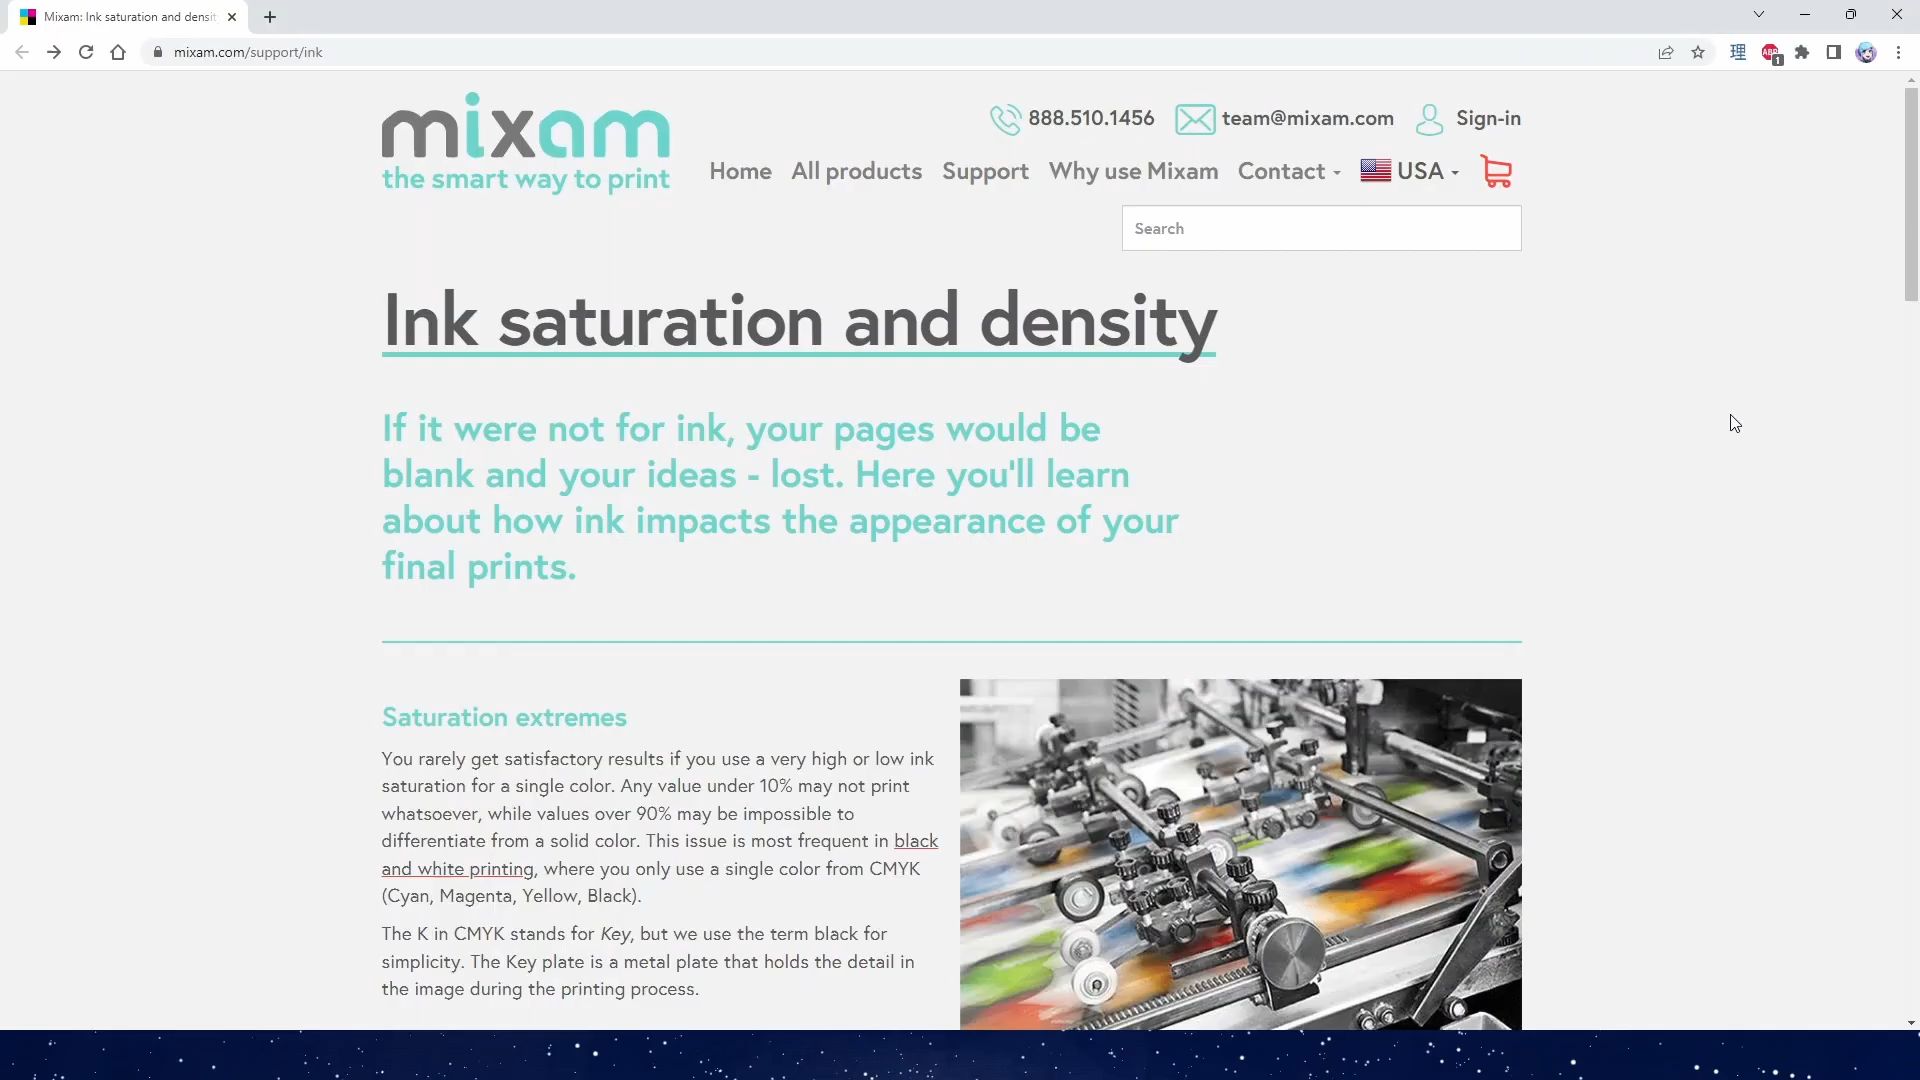 Mixam: Ink saturation and densit
mixam.com/support/ink
理
ABP
1
mixam
the smart way to print
888.510.1456
team@mixam.com
Sign-in
Home
All products
Support
Why use Mixam
Contact
USA
Search
Ink saturation and density
If it were not for ink, your pages would be
blank and your ideas - lost. Here you'll learn
about how ink impacts the appearance of your
final prints.
Saturation extremes
You rarely get satisfactory results if you use a very high or low ink
saturation for a single color. Any value under 10% may not print
whatsoever, while values over 90% may be impossible to
differentiate from a solid color. This issue is most frequent in black
and white printing, where you only use a single color from CMYK
(Cyan, Magenta, Yellow, Black).
The K in CMYK stands for Key, but we use the term black for
simplicity. The Key plate is a metal plate that holds the detail in
the image during the printing process.